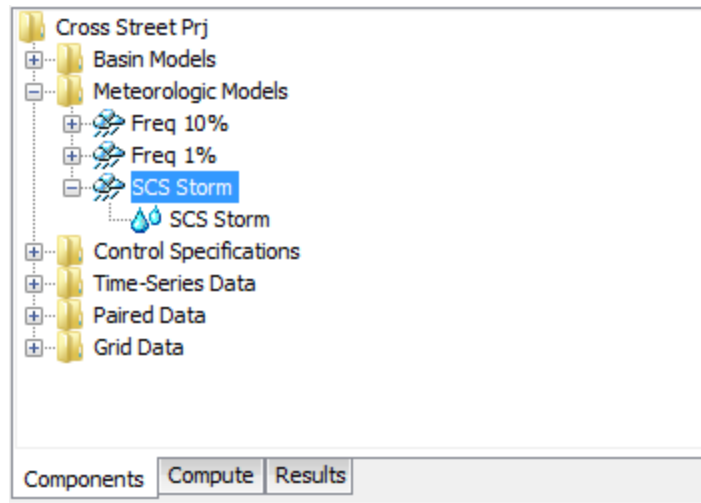 Cross Street Prj
Basin Models
Meteorologic Models
Freq 10%
Freq 1%
SCS Storm
SCS Storm
Control Specifications
Time-Series Data
Paired Data
Grid Data
Components Compute Results